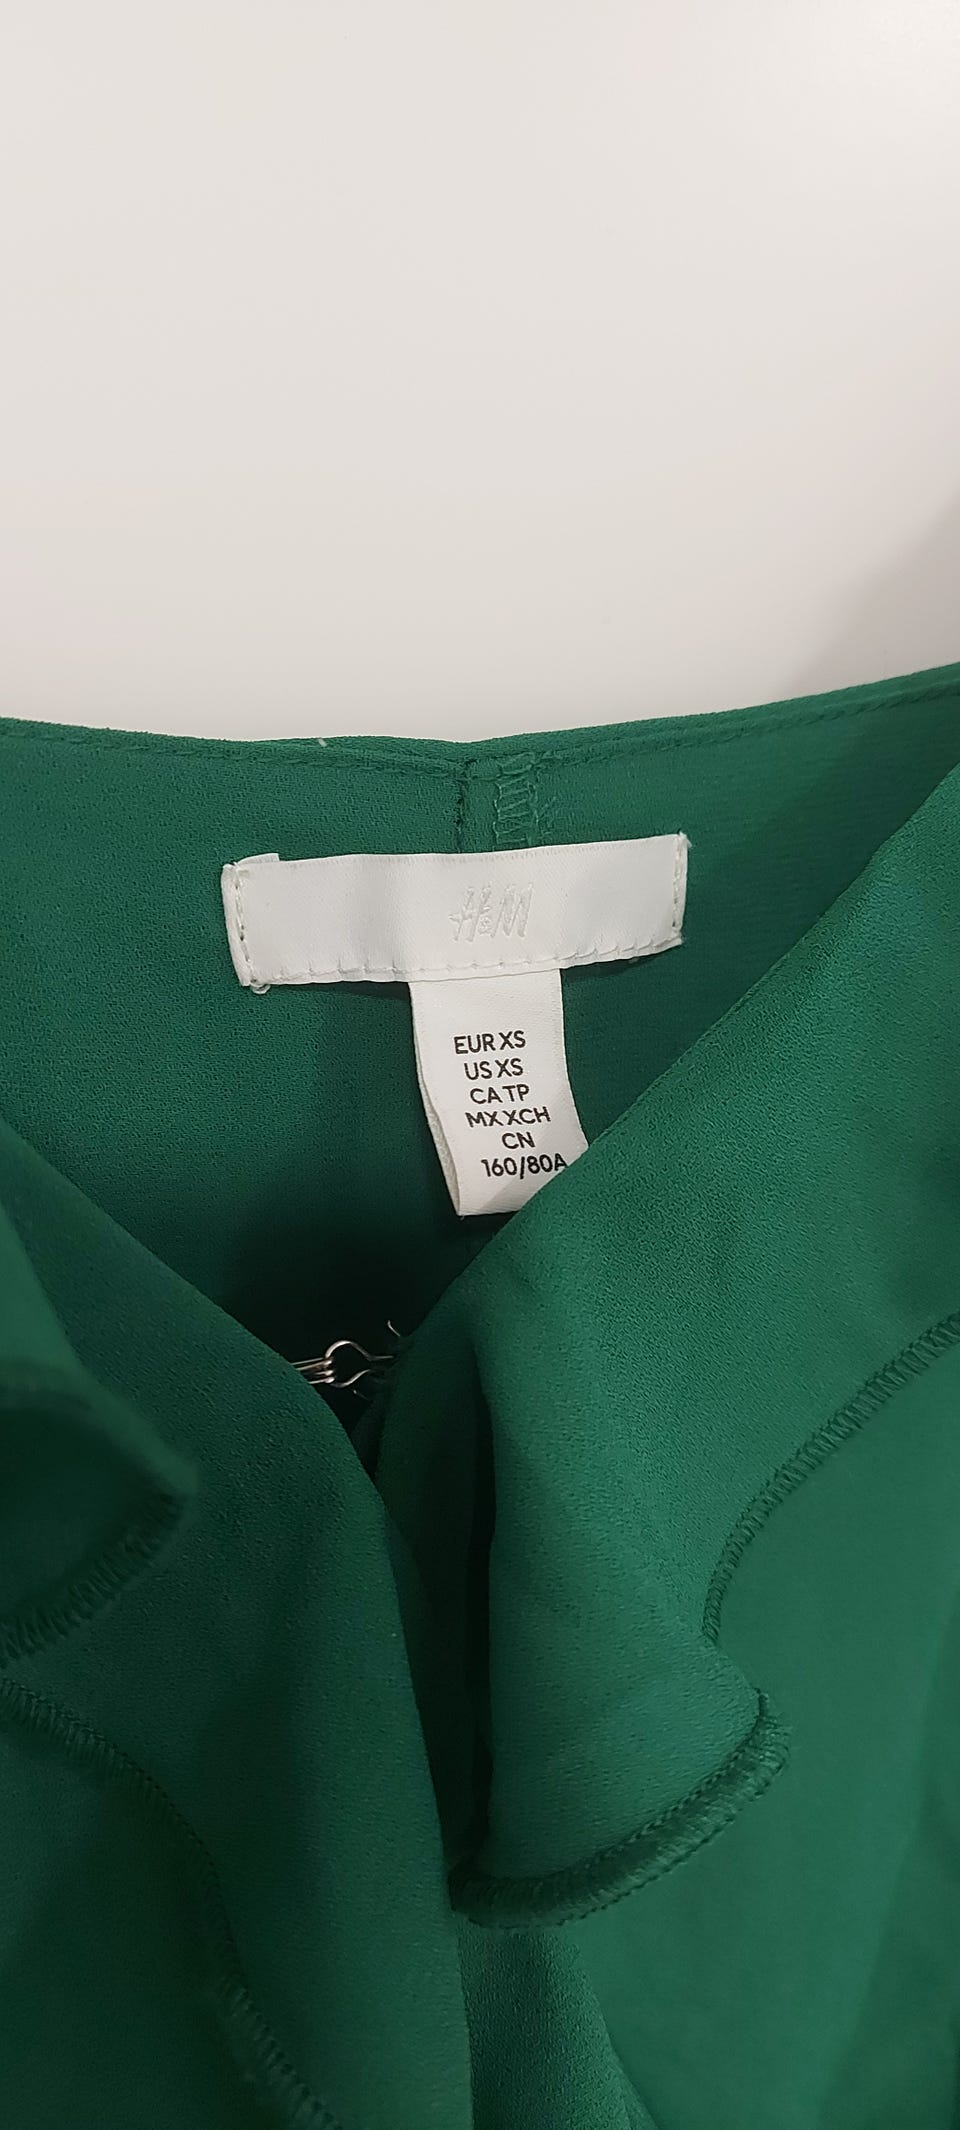 H&M
EUR XS
US XS
CA TP
MX XCH
CN
160/80A